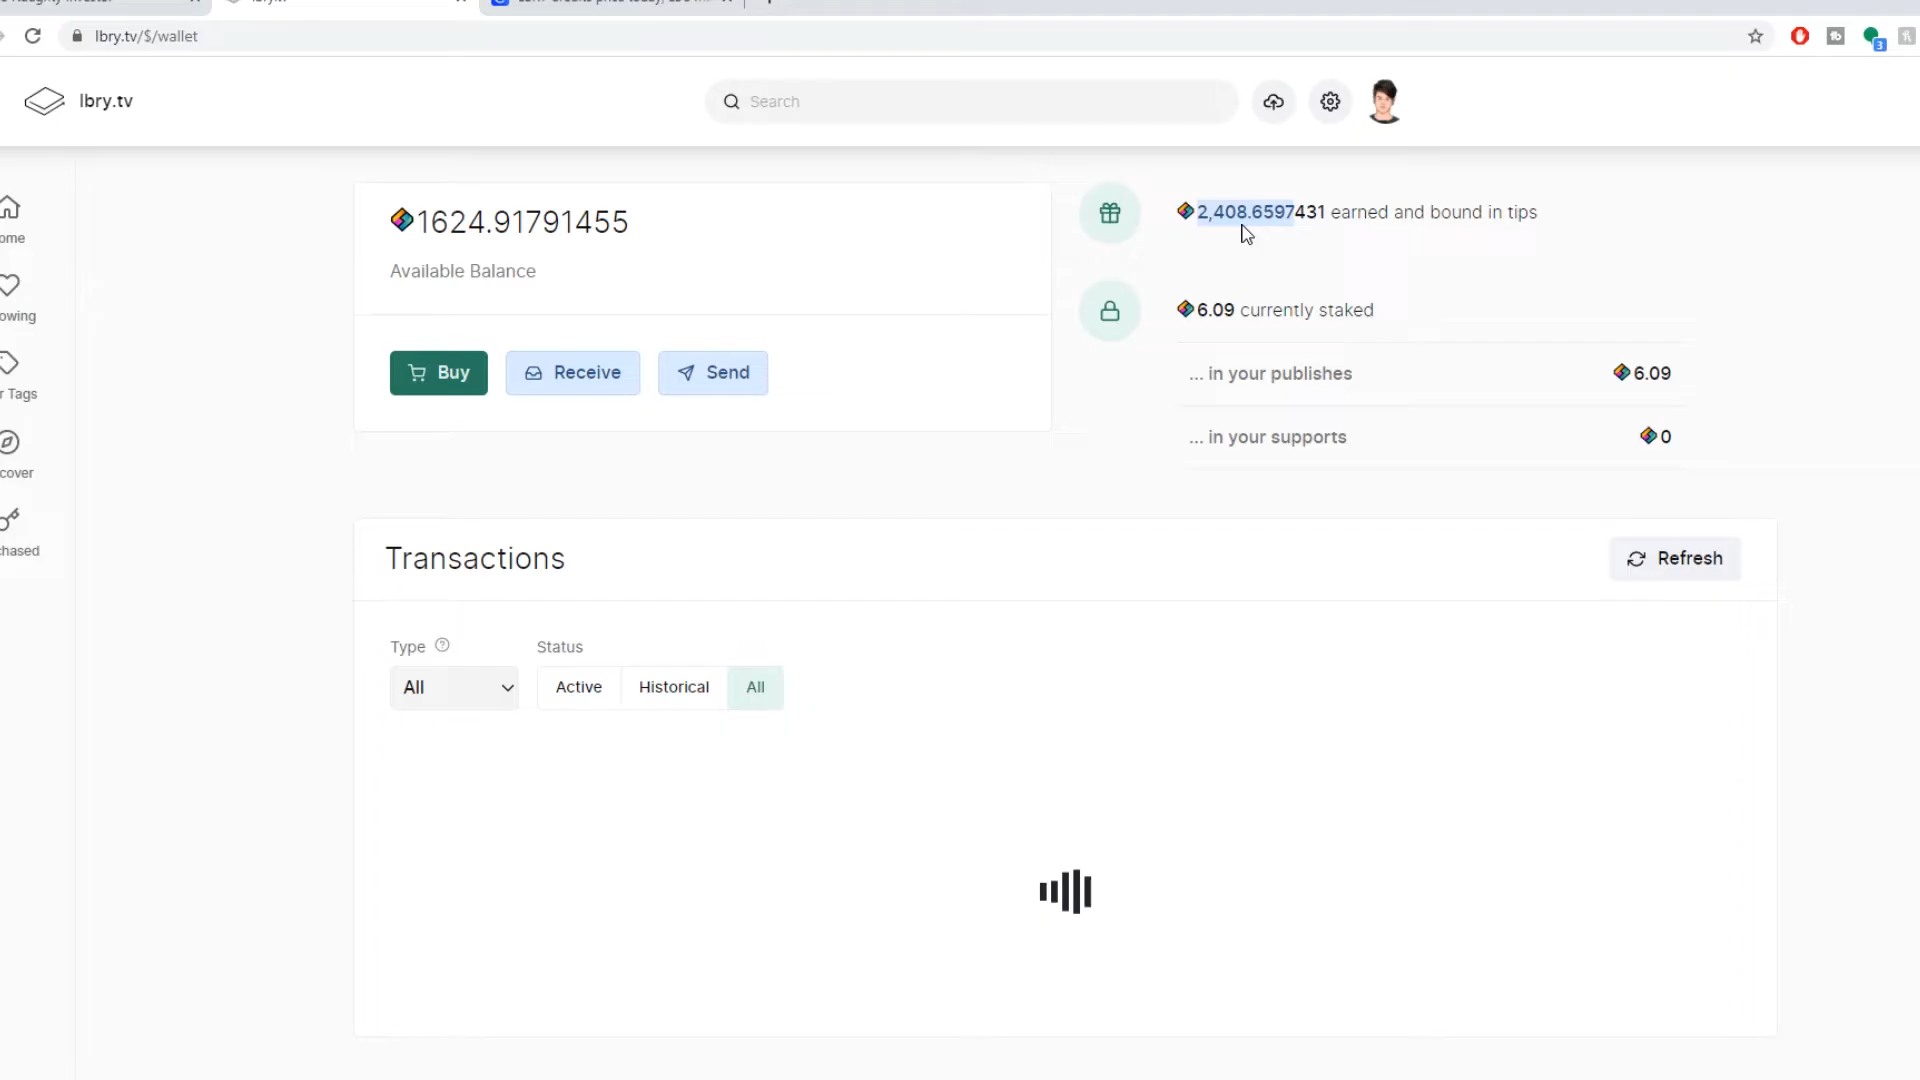 lbry.tv/$/wallet
3
lbry.tv
Search
1624.91791455
Available Balance
Buy
Receive
Send
2,408.6597431 earned and bound in tips
6.09 currently staked
... in your publishes
6.09
... in your supports
0
ome
owing
r Tags
cover
chased
Transactions
Refresh
Type
Status
All
Active
Historical
All